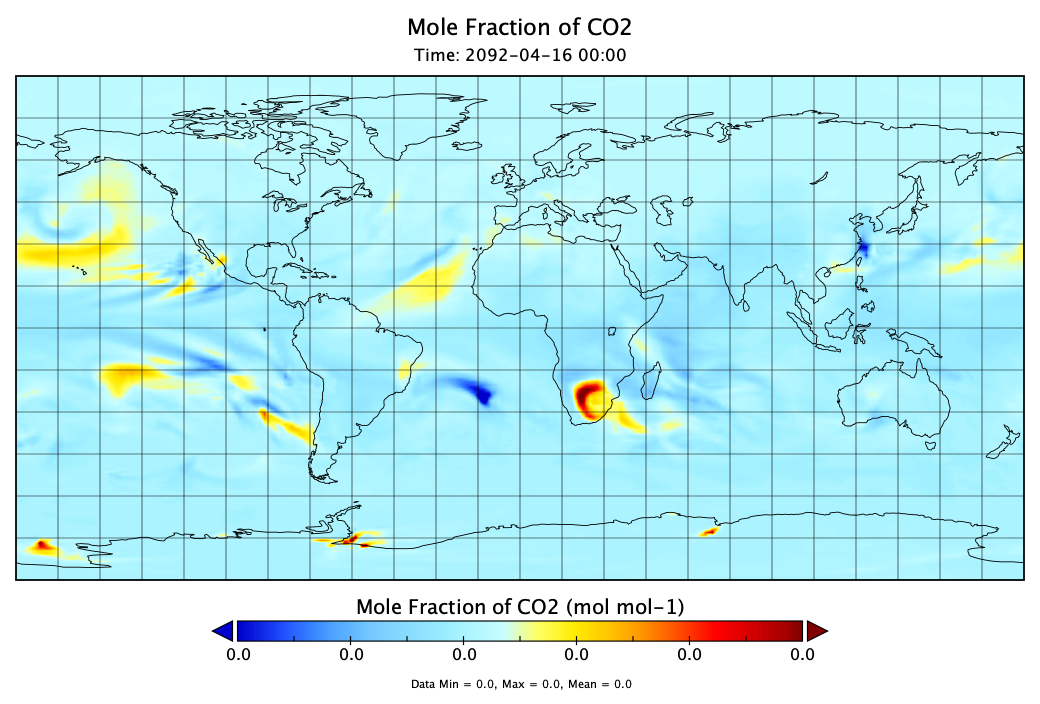 Mole Fraction of CO2
Time: 2092-04-16 00:00
Mole Fraction of CO2 (mol mol-1)
0.0 0.0 0.0 0.0 0.0 0.0
Data Min = 0.0, Max = 0.0, Mean = 0.0